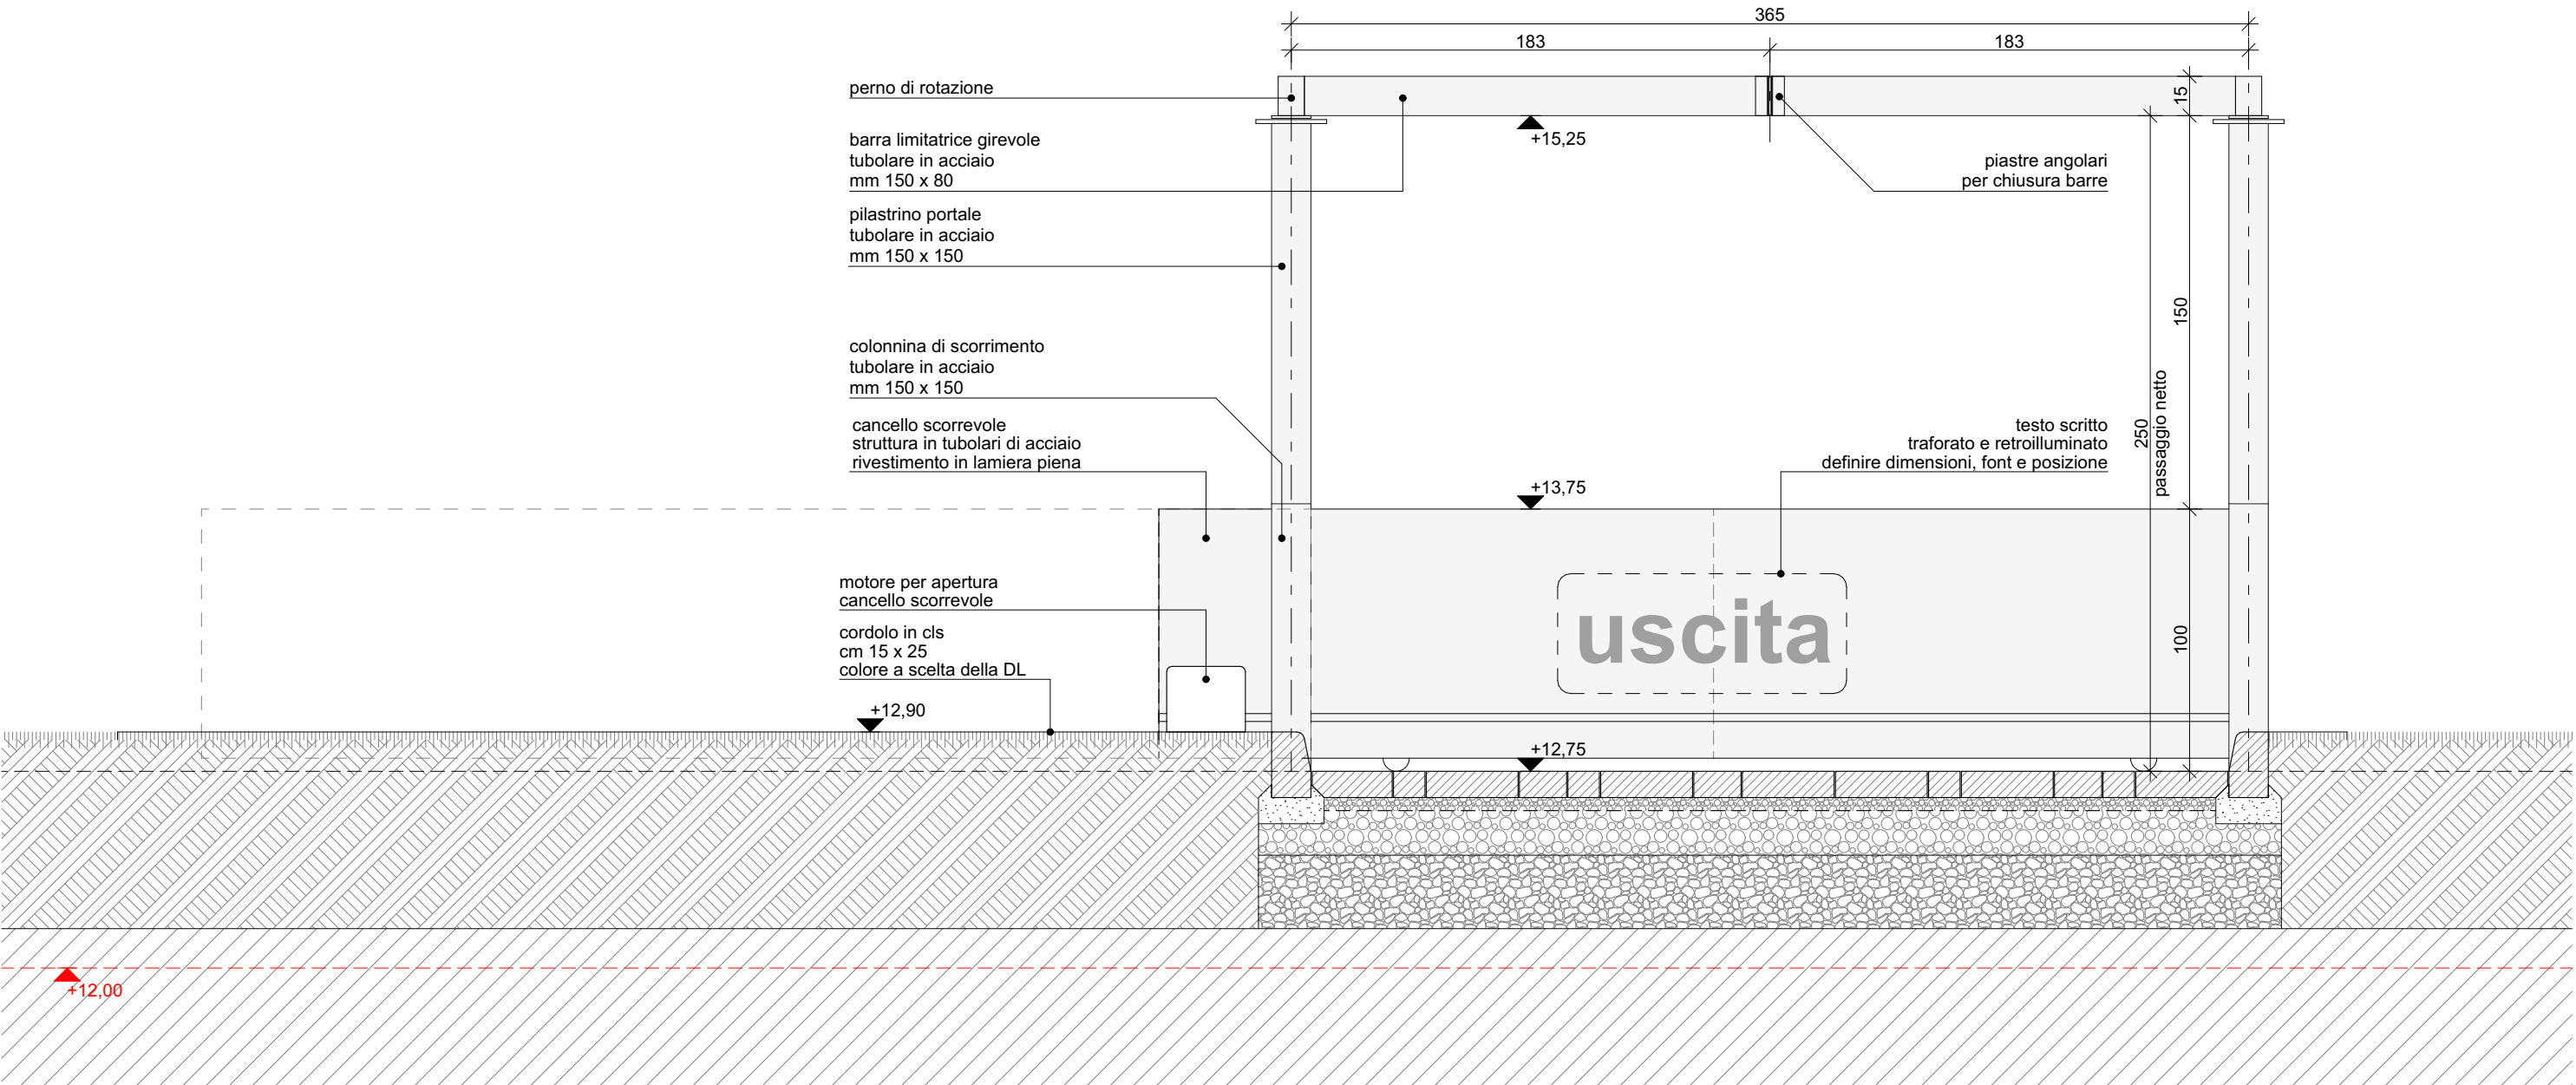 365
183
183
perno di rotazione
15
+15,25
barra limitatrice girevole
tubolare in acciaio
mm 150 x 80
piastre angolari
per chiusura barre
pilastrino portale
tubolare in acciaio
mm 150 x 150
150
colonnina di scorrimento
tubolare in acciaio
mm 150 x 150
cancello scorrevole
struttura in tubolari di acciaio
rivestimento in lamiera piena
testo scritto
traforato e retroilluminato
definire dimensioni, font e posizione
250
passaggio netto
+13,75
motore per apertura
cancello scorrevole
uscita
100
cordolo in cls
cm 15 x 25
colore a scelta della DL
+12,90
+12,75
+12,00